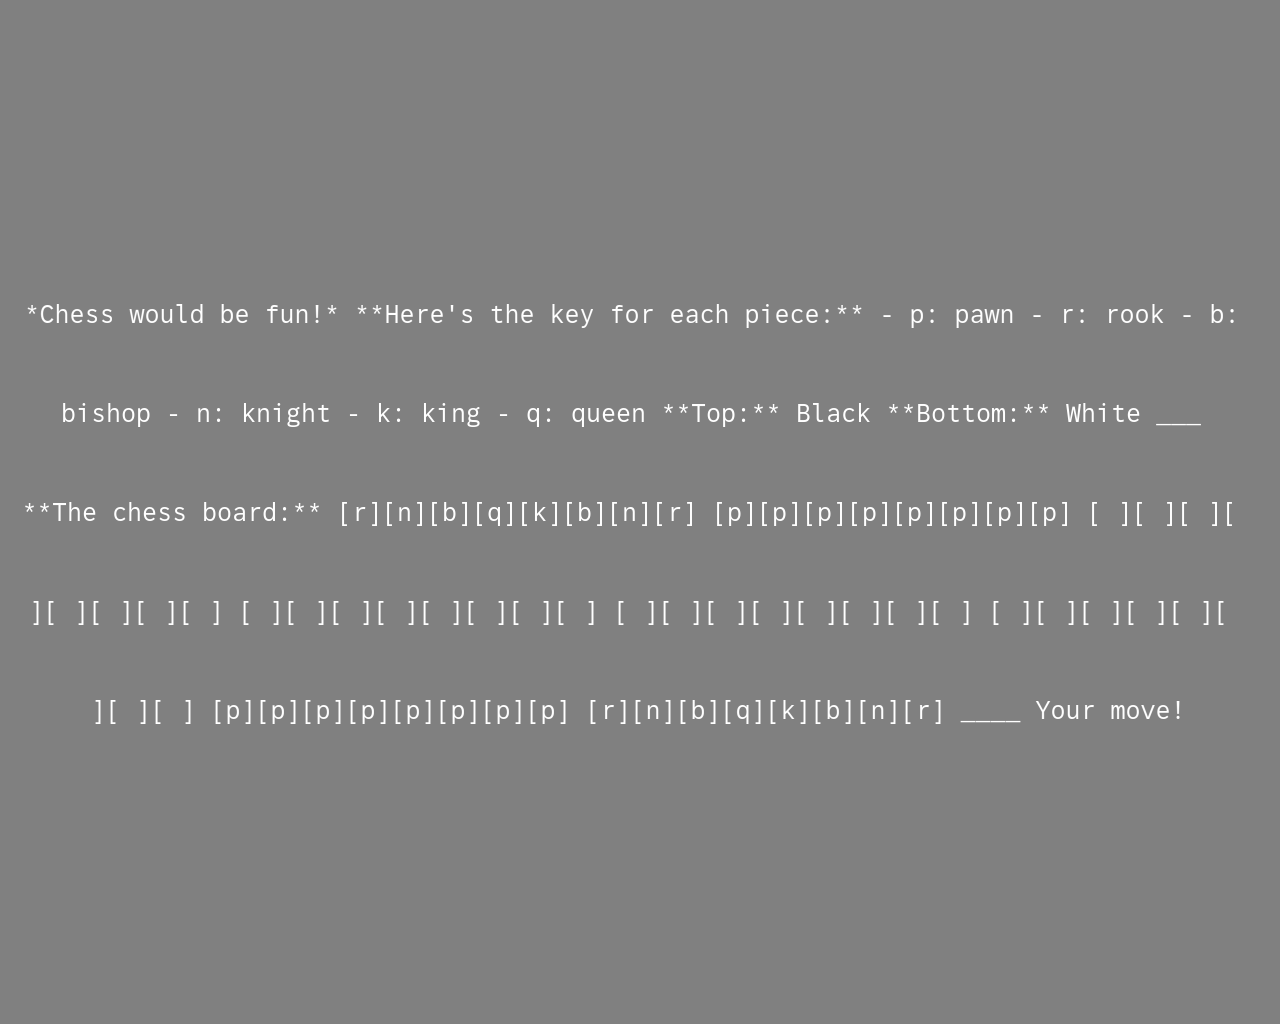 *Chess would be fun!* **Here's the key for each piece:** - p: pawn - r: rook - b:
bishop - n: knight - k: king - q: queen **Top:** Black **Bottom:** White ___
**The chess board:** [r][n][b][q][k][b][n][r] [p][p][p][p][p][p][p][p] [ ][ ][ ][
][ ][ ][ ][ ] [ ][ ][ ][ ][ ][ ][ ][ ] [ ][ ][ ][ ][ ][ ][ ][ ] [ ][ ][ ][ ][ ][
][ ][ ] [p][p][p][p][p][p][p][p] [r][n][b][q][k][b][n][r] ____ Your move!